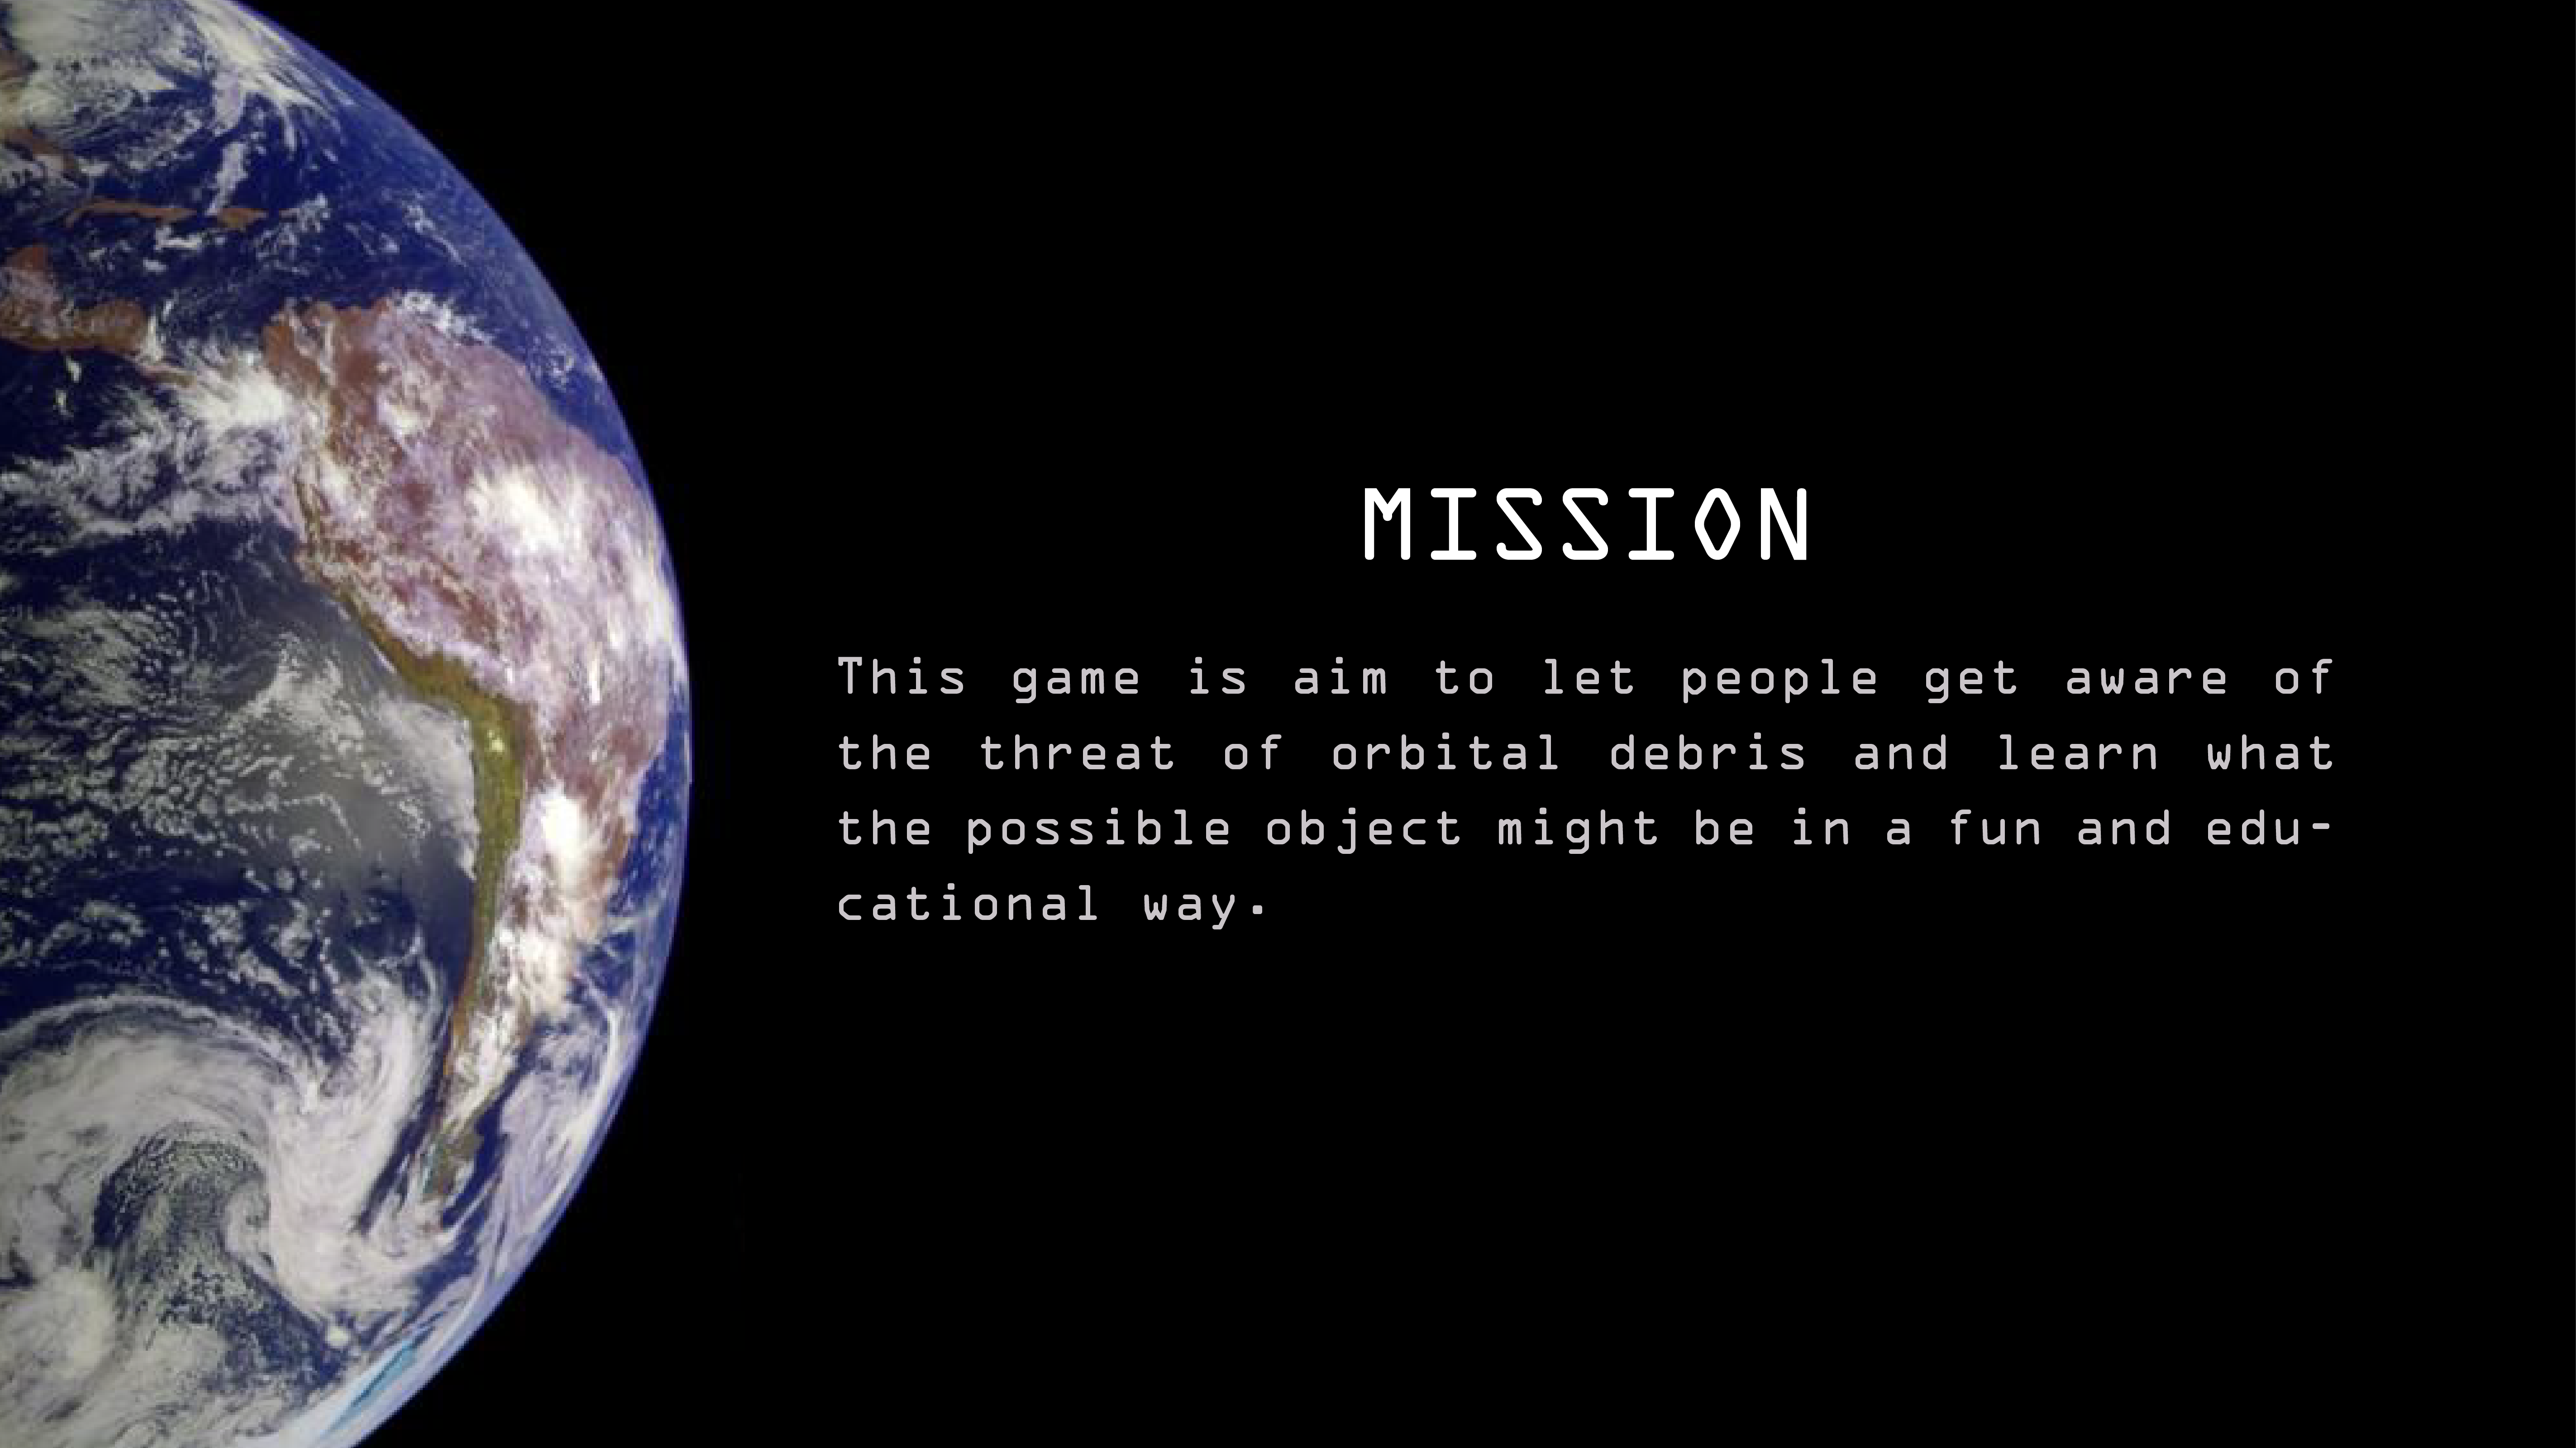 MISSION
This game is aim to let people get aware of
the threat of orbital debris and learn what
the possible object might be in a fun and edu-
cational way.